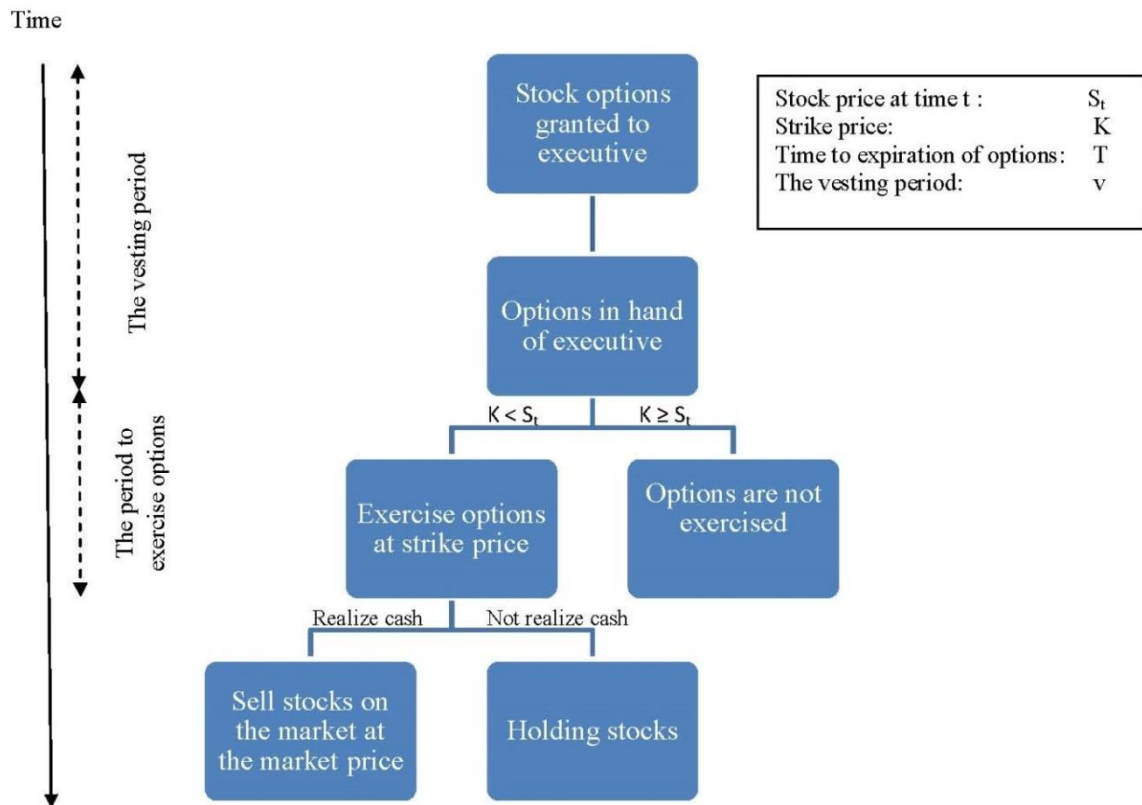 Time
Stock options
granted to
executive
Stock price at time t : Sₜ
Strike price: K
Time to expiration of options: T
The vesting period: v
The vesting period
Options in hand
of executive
K < Sₜ
K ≥ Sₜ
The period to
exercise options
Exercise options
at strike price
Options are not
exercised
Realize cash
Not realize cash
Sell stocks on
the market at
the market price
Holding stocks